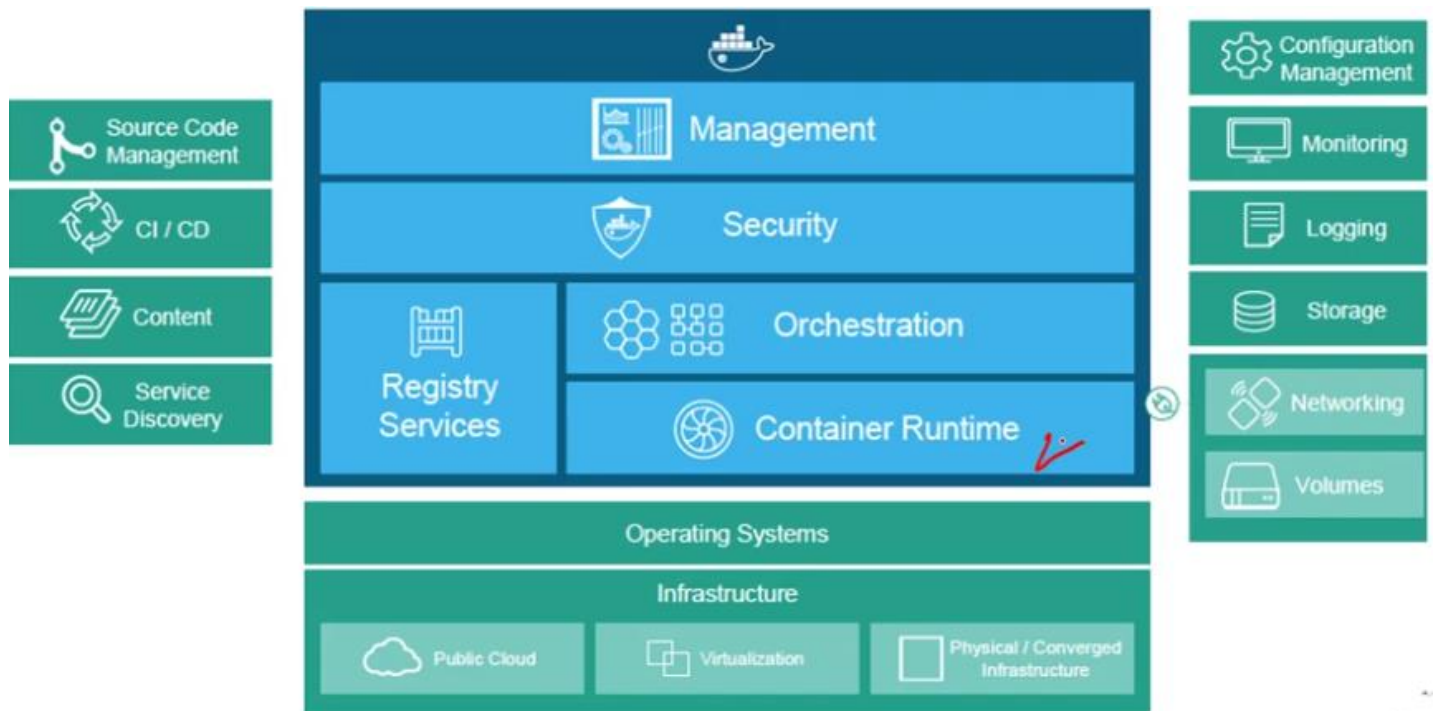 Source Code
Management
CI / CD
Content
Service
Discovery
Management
Security
Registry
Services
Orchestration
Container Runtime
Operating Systems
Infrastructure
Public Cloud
Virtualization
Physical / Converged
Infrastructure
Configuration
Management
Monitoring
Logging
Storage
Networking
Volumes